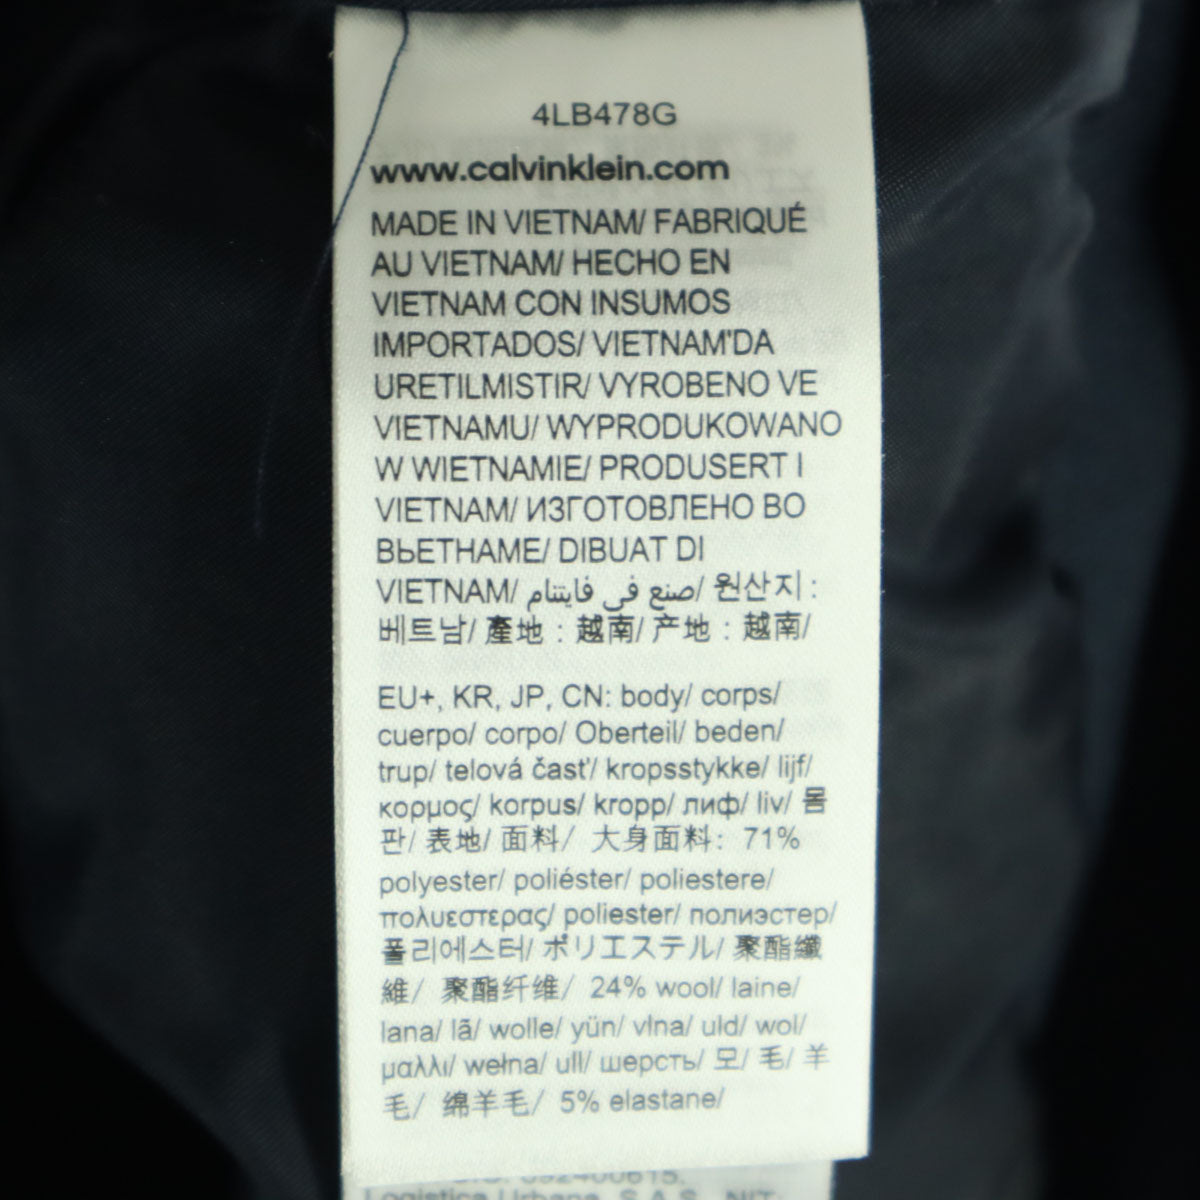 4LB478G
www.calvinklein.com
MADE IN VIETNAM/ FABRIQUÉ
AU VIETNAM/ HECHO EN
VIETNAM CON INSUMOS
IMPORTADOS/ VIETNAM'DA
URETILMISTIR/ VYROBENO VE
VIETNAMU/ WYPRODUKOWANO
W WIETNAMIE/ PRODUSERT I
VIETNAM/ ИЗГОТОВЛЕНО ВО
ВЬЕТНАМЕ/ DIBUAT DI
VIETNAM/ صنع في فايتنام/ 원산지 :
베트남/ 產地 : 越南/ 产地 : 越南/
EU+, KR, JP, CN: body/ corps/
cuerpo/ corpo/ Oberteil/ beden/
trup/ telová časť/ kropsstykke/ lijf/
κορμος/ korpus/ kropp/ лиф/ liv/ 몸
판/ 表地/ 面料/ 大身面料: 71%
polyester/ poliéster/ poliestere/
πολυεστερας/ poliester/ полиэстер/
폴리에스터/ ポリエステル/ 聚酯纖
維/ 聚酯纤维/ 24% wool/ laine/
lana/ lã/ wolle/ yün/ vlna/ uld/ wol/
μαλλι/ wełna/ ull/ шерсть/ 모/ 毛/ 羊
毛/ 绵羊毛/ 5% elastane/
Logistica Urbana S.A.S. NIT: